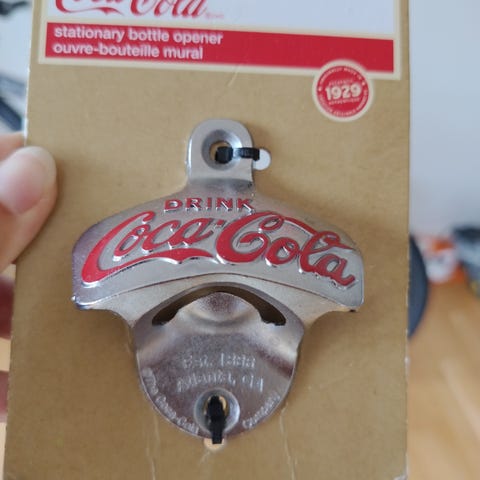 Coca-Cola
stationary bottle opener
ouvre-bouteille mural
1929
DRINK
Coca-Cola
Est. 1886
Atlanta, GA